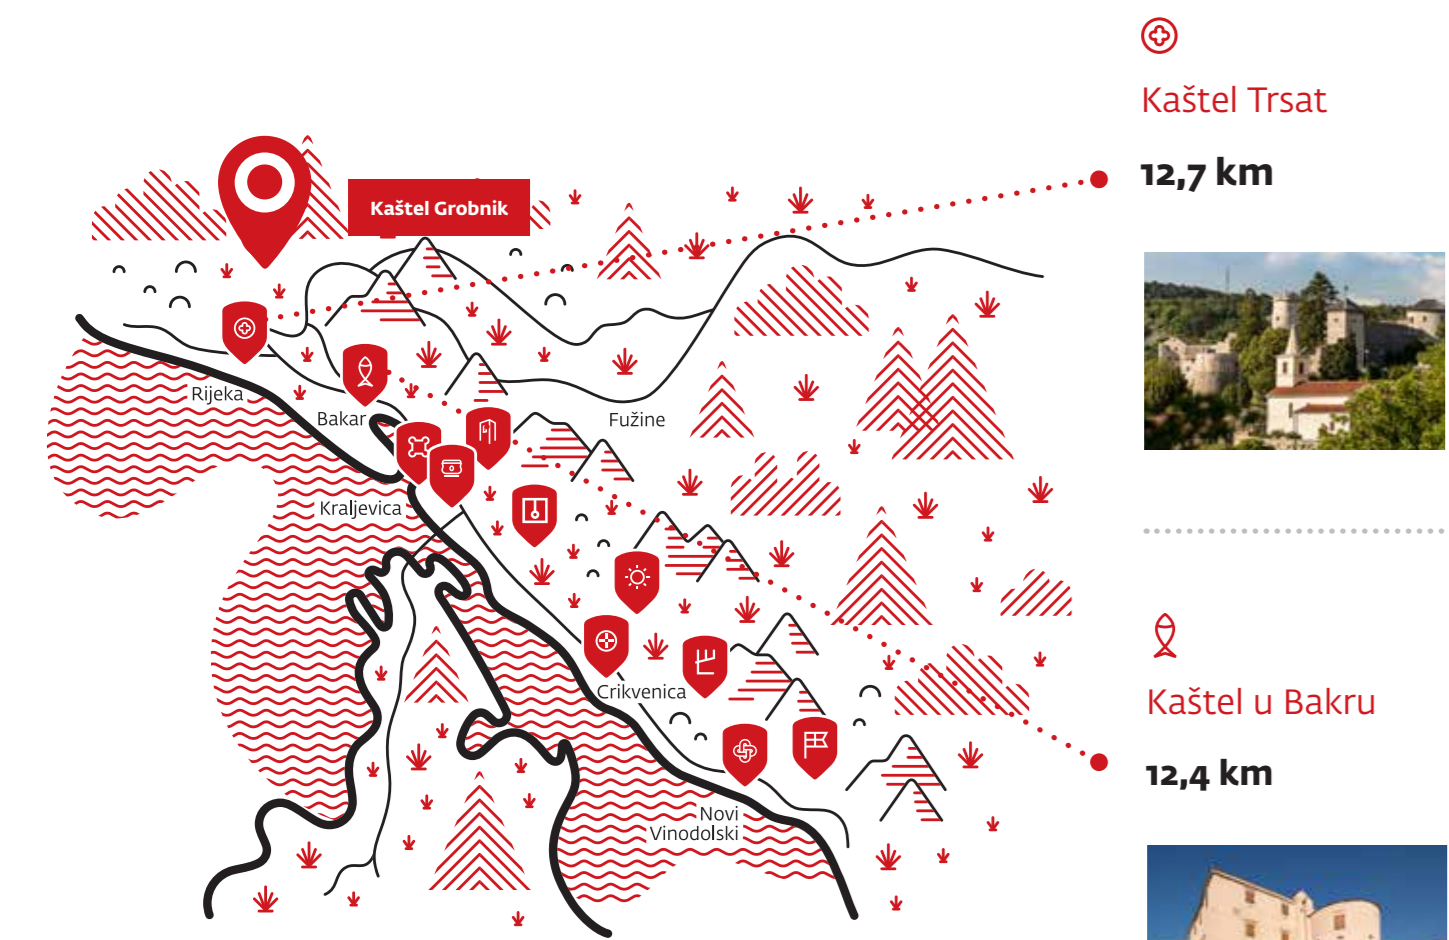 Kaštel Trsat
12,7 km
Kaštel Grobnik
Rijeka
Bakar
Fužine
Kraljevica
Crikvenica
Novi
Vinodolski
Kaštel u Bakru
12,4 km